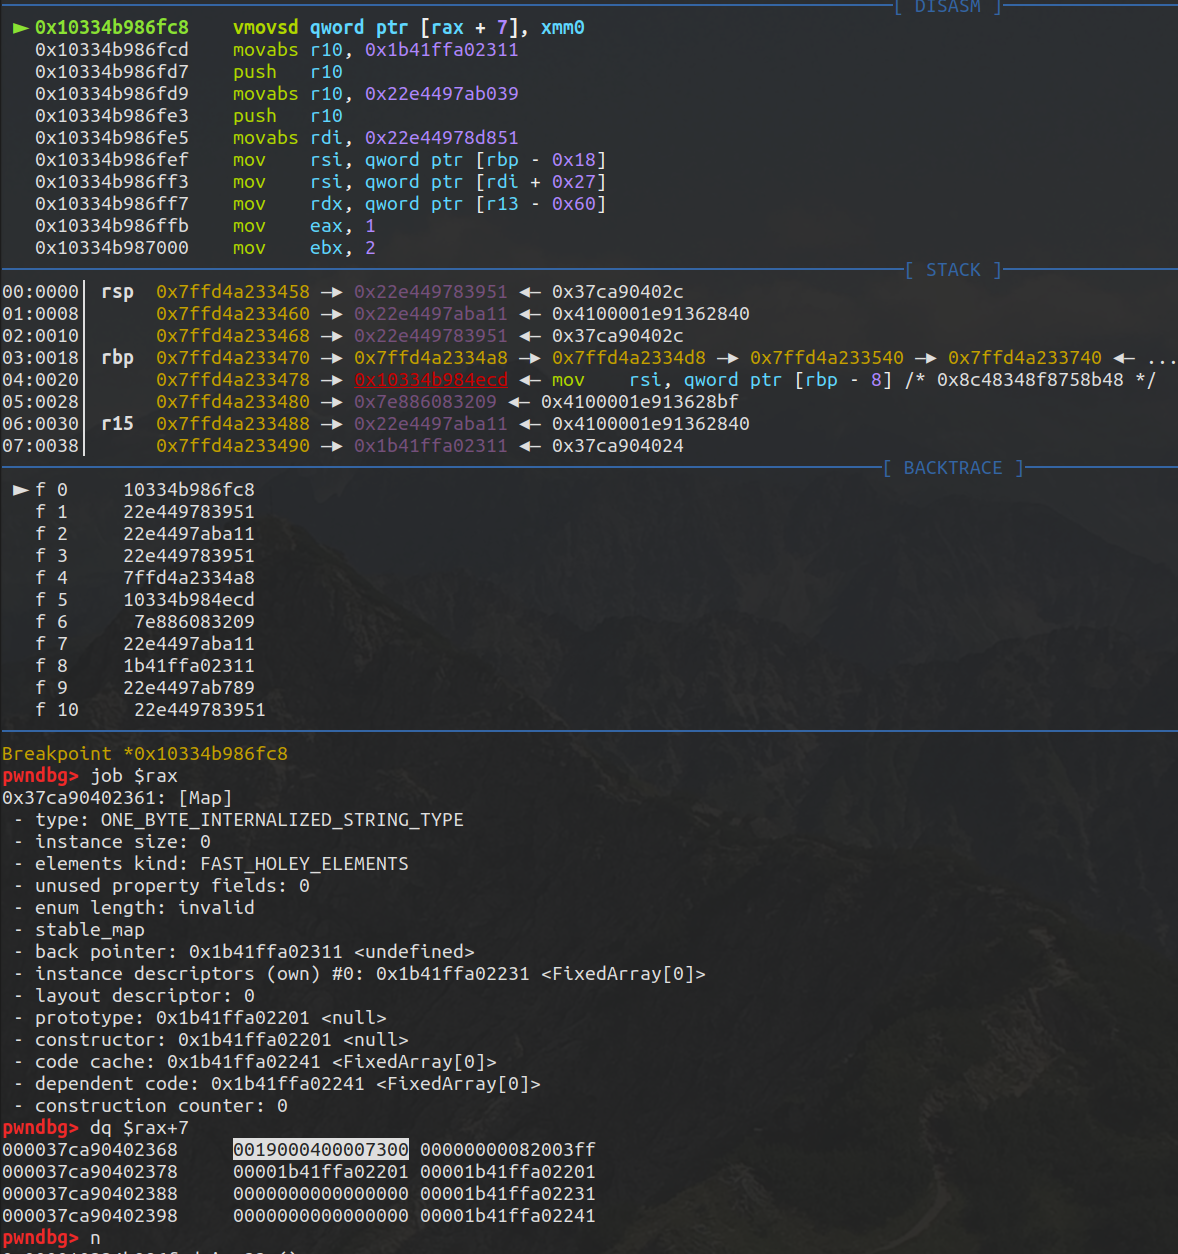 [ DISASM ]
► 0x10334b986fc8 vmovsd qword ptr [rax + 7], xmm0
0x10334b986fcd movabs r10, 0x1b41ffa02311
0x10334b986fd7 push r10
0x10334b986fd9 movabs r10, 0x22e4497ab039
0x10334b986fe3 push r10
0x10334b986fe5 movabs rdi, 0x22e44978d851
0x10334b986fef mov rsi, qword ptr [rbp - 0x18]
0x10334b986ff3 mov rsi, qword ptr [rdi + 0x27]
0x10334b986ff7 mov rdx, qword ptr [r13 - 0x60]
0x10334b986ffb mov eax, 1
0x10334b987000 mov ebx, 2
[ STACK ]
00:0000│ rsp 0x7ffd4a233458 —► 0x22e449783951 ◄— 0x37ca90402c
01:0008│ 0x7ffd4a233460 —► 0x22e4497aba11 ◄— 0x4100001e91362840
02:0010│ 0x7ffd4a233468 —► 0x22e449783951 ◄— 0x37ca90402c
03:0018│ rbp 0x7ffd4a233470 —► 0x7ffd4a2334a8 —► 0x7ffd4a2334d8 —► 0x7ffd4a233540 —► 0x7ffd4a233740 ◄— ...
04:0020│ 0x7ffd4a233478 —► 0x10334b984ecd ◄— mov rsi, qword ptr [rbp - 8] /* 0x8c48348f8758b48 */
05:0028│ 0x7ffd4a233480 —► 0x7e886083209 ◄— 0x4100001e913628bf
06:0030│ r15 0x7ffd4a233488 —► 0x22e4497aba11 ◄— 0x4100001e91362840
07:0038│ 0x7ffd4a233490 —► 0x1b41ffa02311 ◄— 0x37ca904024
[ BACKTRACE ]
► f 0 10334b986fc8
f 1 22e449783951
f 2 22e4497aba11
f 3 22e449783951
f 4 7ffd4a2334a8
f 5 10334b984ecd
f 6 7e886083209
f 7 22e4497aba11
f 8 1b41ffa02311
f 9 22e4497ab789
f 10 22e449783951
Breakpoint *0x10334b986fc8
pwndbg> job $rax
0x37ca90402361: [Map]
- type: ONE_BYTE_INTERNALIZED_STRING_TYPE
- instance size: 0
- elements kind: FAST_HOLEY_ELEMENTS
- unused property fields: 0
- enum length: invalid
- stable_map
- back pointer: 0x1b41ffa02311 <undefined>
- instance descriptors (own) #0: 0x1b41ffa02231 <FixedArray[0]>
- layout descriptor: 0
- prototype: 0x1b41ffa02201 <null>
- constructor: 0x1b41ffa02201 <null>
- code cache: 0x1b41ffa02241 <FixedArray[0]>
- dependent code: 0x1b41ffa02241 <FixedArray[0]>
- construction counter: 0
pwndbg> dq $rax+7
000037ca90402368 0019000400007300 00000000082003ff
000037ca90402378 00001b41ffa02201 00001b41ffa02201
000037ca90402388 0000000000000000 00001b41ffa02231
000037ca90402398 0000000000000000 00001b41ffa02241
pwndbg> n